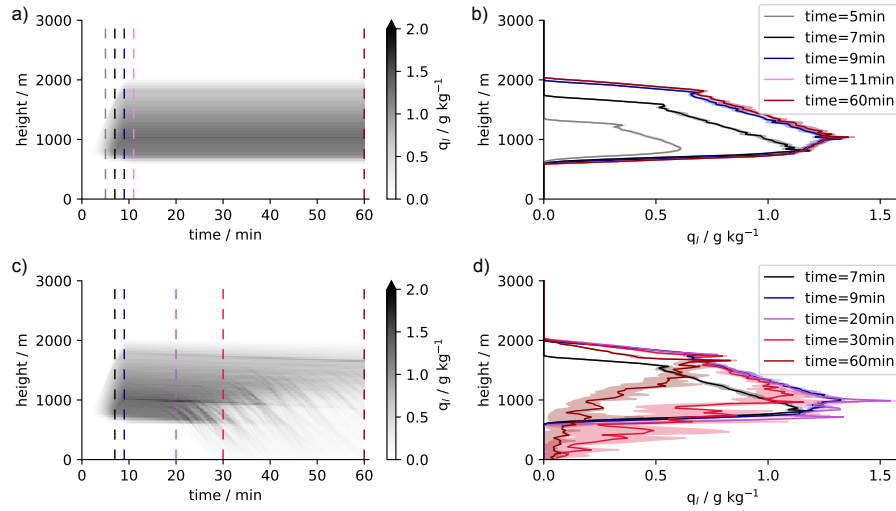 a)
3000
2000
1000
0
height / m
0
10
20
30
40
50
60
time / min
2.0
1.5
1.0
0.5
0.0
q_l / g kg⁻¹
b)
3000
2000
1000
0
height / m
0.0
0.5
1.0
1.5
q_l / g kg⁻¹
time=5min
time=7min
time=9min
time=11min
time=60min
c)
3000
2000
1000
0
height / m
0
10
20
30
40
50
60
time / min
2.0
1.5
1.0
0.5
0.0
q_l / g kg⁻¹
d)
3000
2000
1000
0
height / m
0.0
0.5
1.0
1.5
q_l / g kg⁻¹
time=7min
time=9min
time=20min
time=30min
time=60min